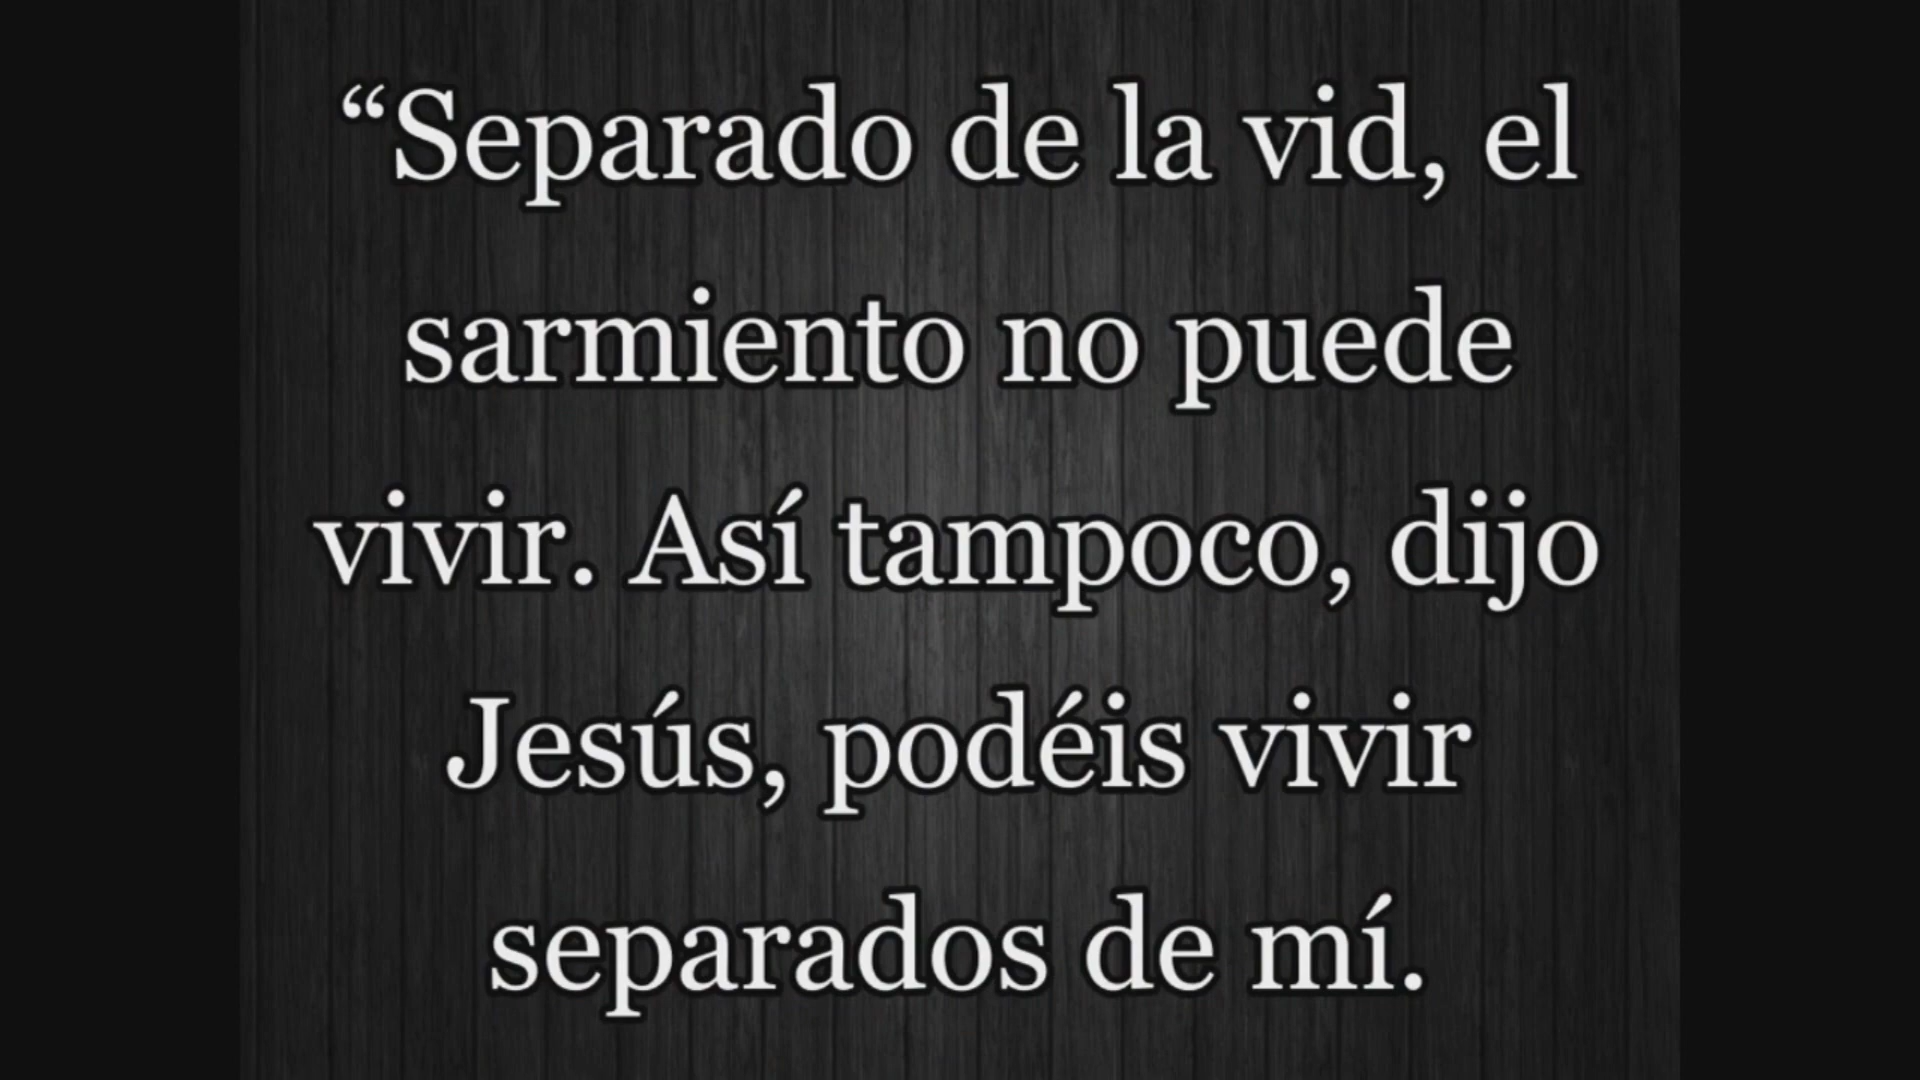 “Separado de la vid, el
sarmiento no puede
vivir. Así tampoco, dijo
Jesús, podéis vivir
separados de mí.